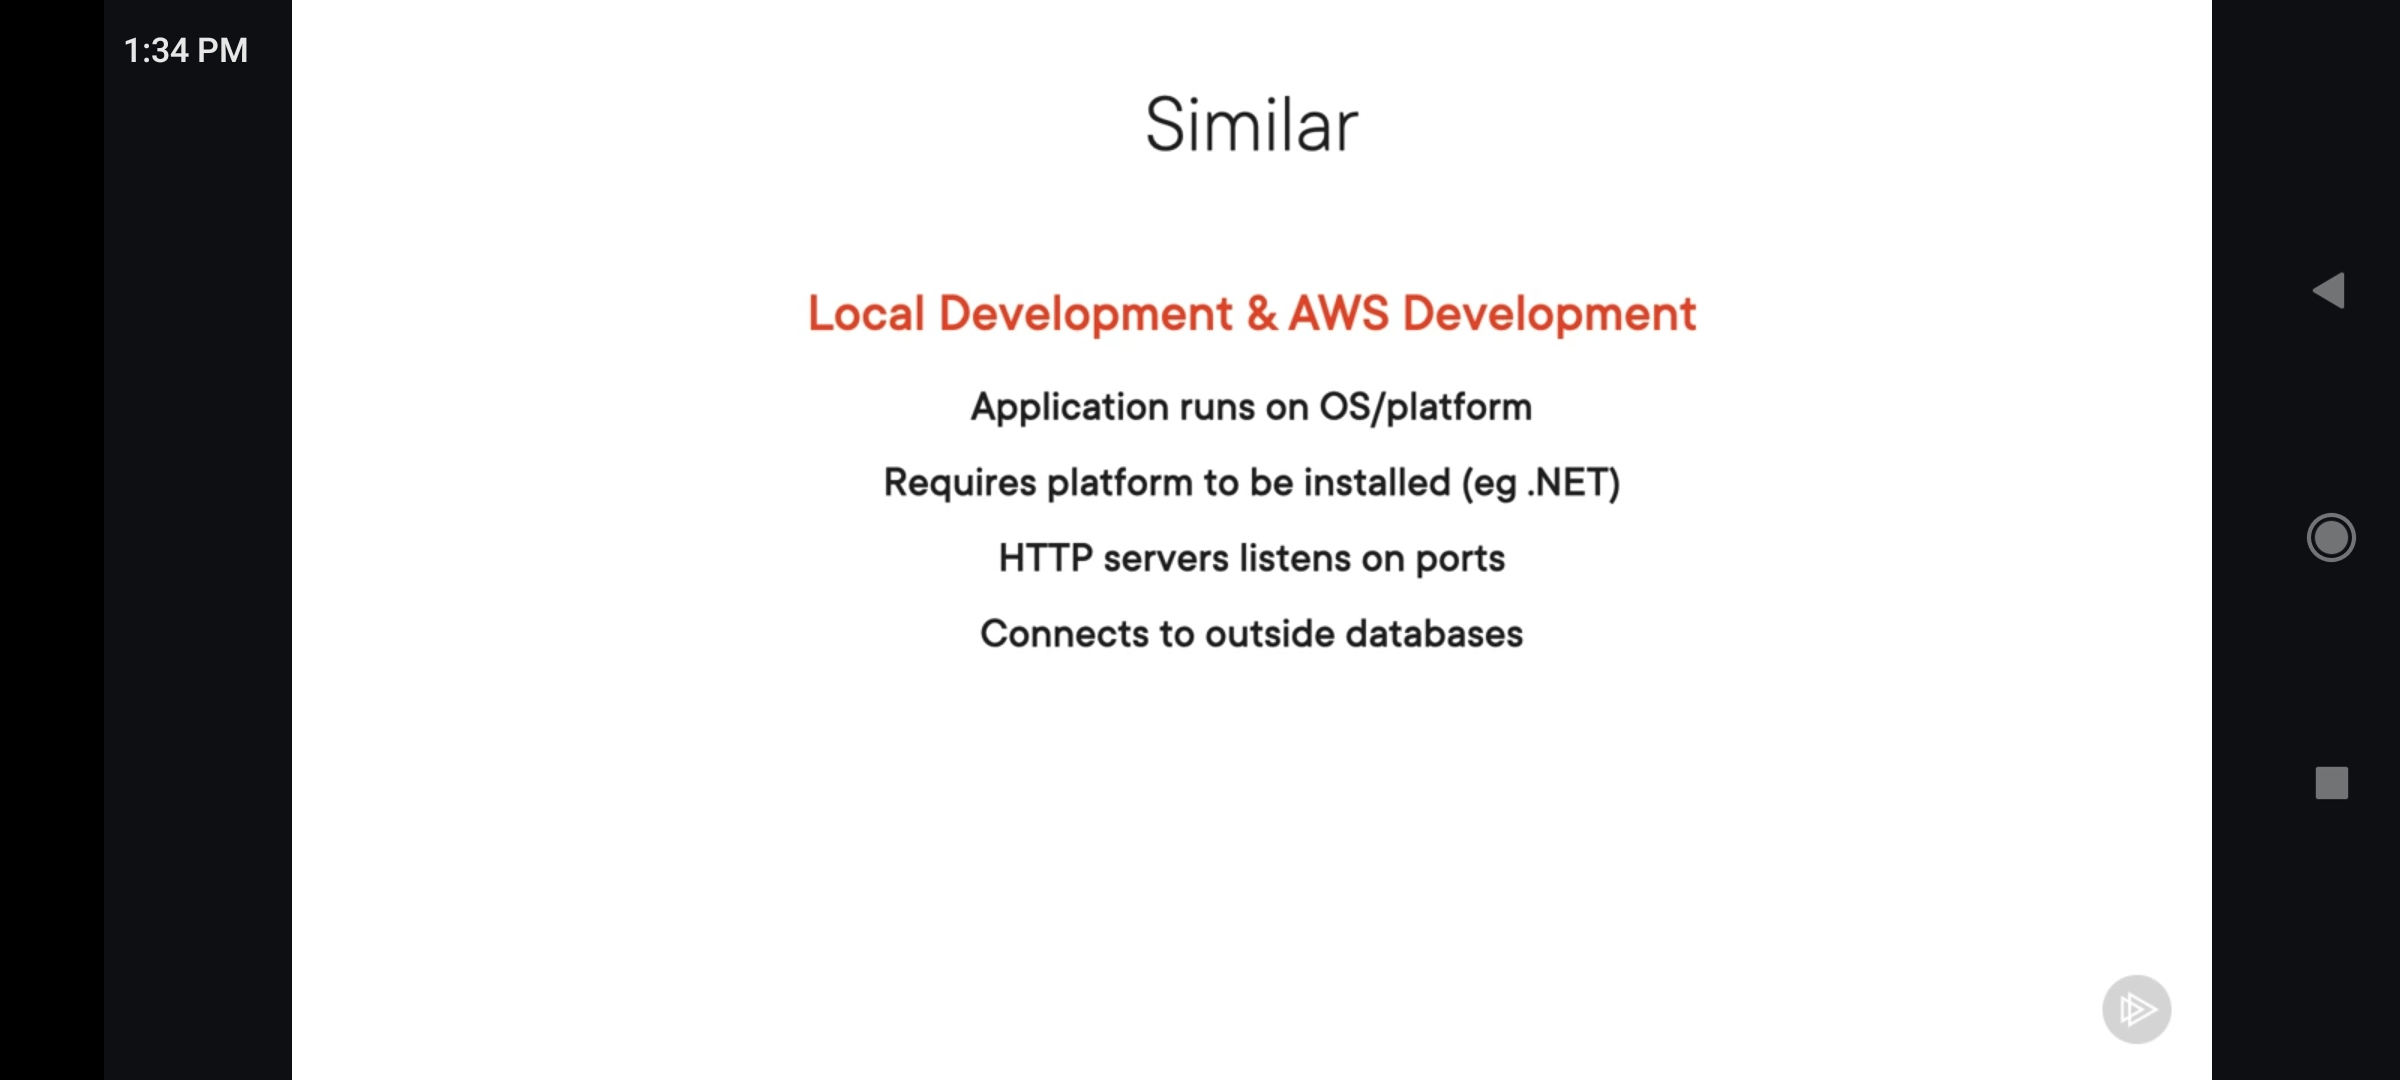 1:34 PM
Similar
Local Development & AWS Development
Application runs on OS/platform
Requires platform to be installed (eg .NET)
HTTP servers listens on ports
Connects to outside databases